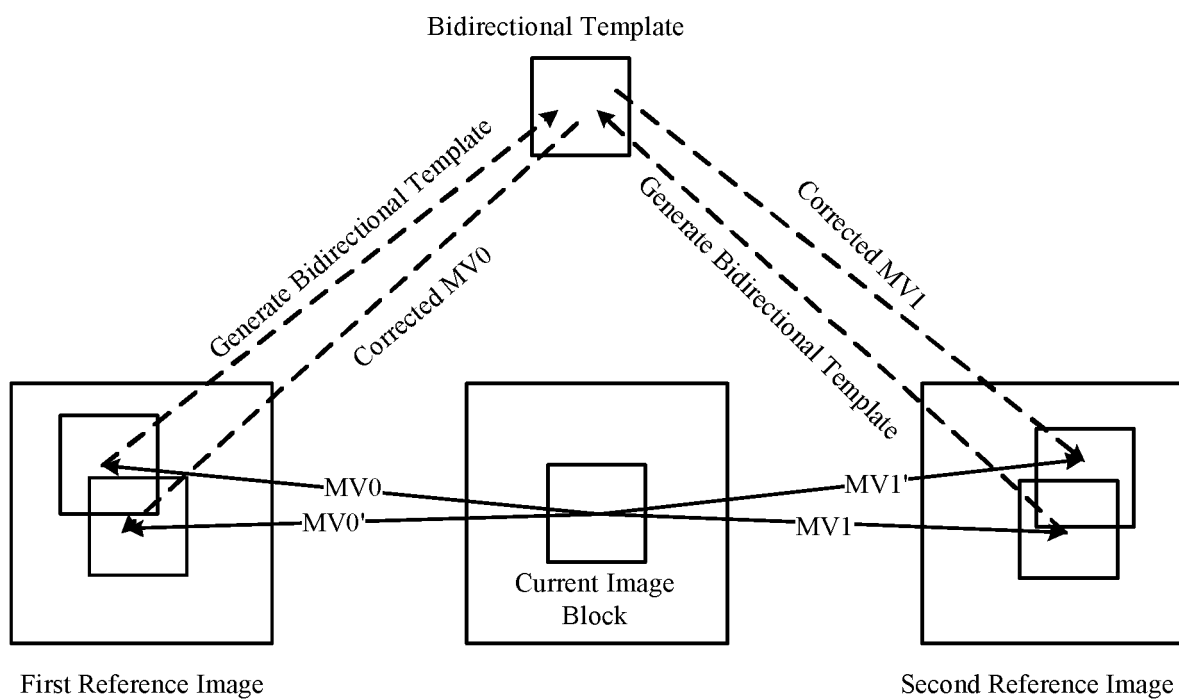 Bidirectional Template
Generate Bidirectional Template
Corrected MV0
Generate Bidirectional Template
Corrected MV1
MV0
MV0'
MV1'
MV1
Current Image
Block
First Reference Image
Second Reference Image